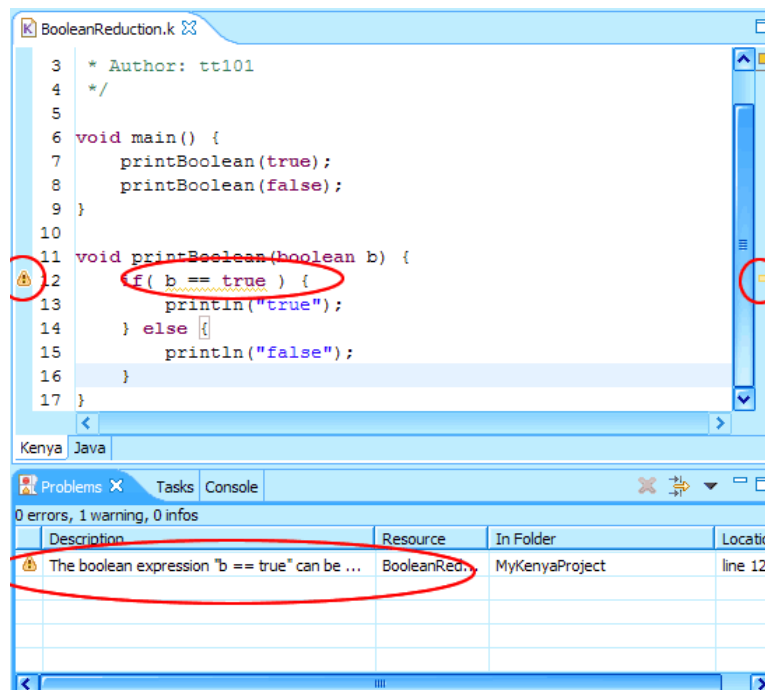 BooleanReduction.k
3 * Author: tt101
4 */
5
6 void main() {
7 printBoolean(true);
8 printBoolean(false);
9 }
10
11 void printBoolean(boolean b) {
12 if( b == true ) {
13 println("true");
14 } else {
15 println("false");
16 }
17 }
Kenya Java
Problems Tasks Console
0 errors, 1 warning, 0 infos
Description Resource In Folder Locatio
The boolean expression "b == true" can be ... BooleanRed... MyKenyaProject line 12